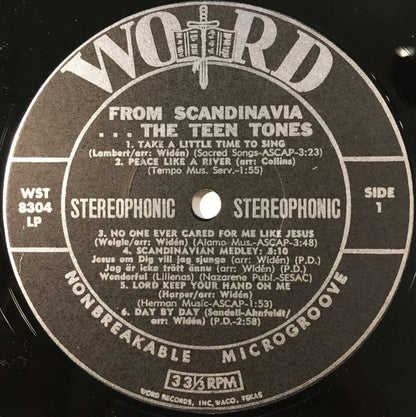 WORD
FROM SCANDINAVIA
. . . THE TEEN TONES
1. TAKE A LITTLE TIME TO SING
(Lambert/arr: Widén) (Sacred Songs-ASCAP-3:23)
2. PEACE LIKE A RIVER (arr: Collins)
(Tempo Mus. Serv.-1:55)
WST
8304
LP
STEREOPHONIC
STEREOPHONIC
SIDE
1
3. NO ONE EVER CARED FOR ME LIKE JESUS
(Weigle/arr: Widén) (Alamo Mus.-ASCAP-3:48)
4. SCANDINAVIAN MEDLEY: 5:10
Jesus om Dig vill jag sjunga (arr: Widén) (P.D.)
Jag är icke trött ännu (arr: Widén) (P.D.)
Wonderful (Lillenas) (Nazarene Publ.-SESAC)
5. LORD KEEP YOUR HAND ON ME
(Harper/arr: Widén)
(Herman Music-ASCAP-1:53)
6. DAY BY DAY (Sandell-Ahnfeldt/
arr: Widén) (P.D.-2:58)
NONBREAKABLE MICROGROOVE
33⅓ RPM
WORD RECORDS, INC, WACO, TEXAS